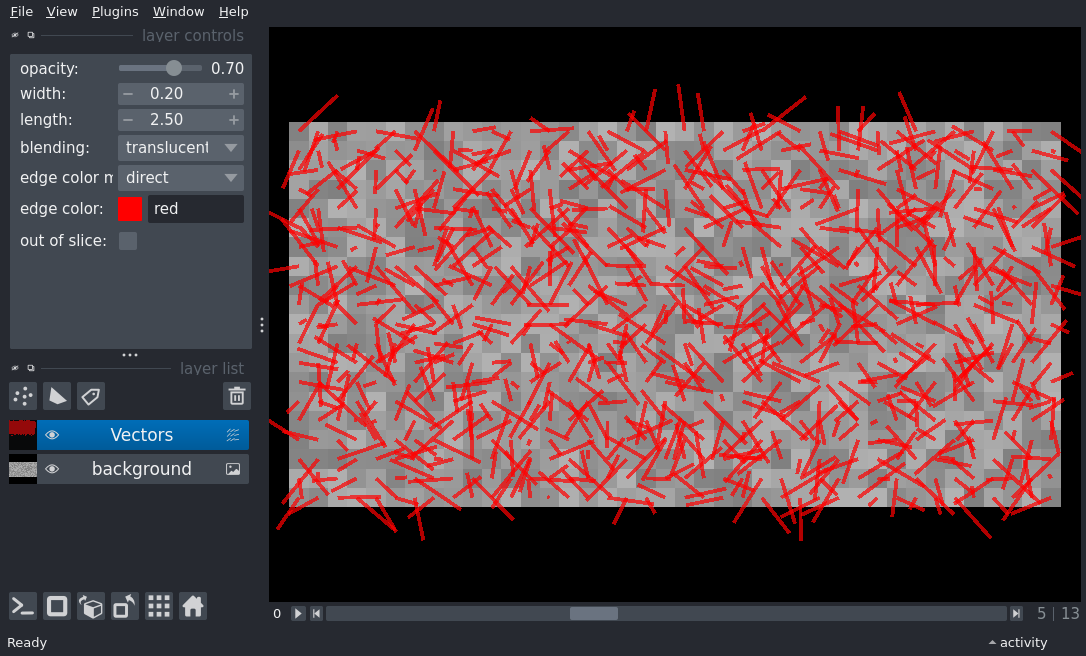 File View Plugins Window Help
layer controls
opacity: 0.70
width: − 0.20 +
length: − 2.50 +
blending: translucent
edge color m direct
edge color: red
out of slice:
layer list
Vectors
background
0 5 | 13
Ready activity